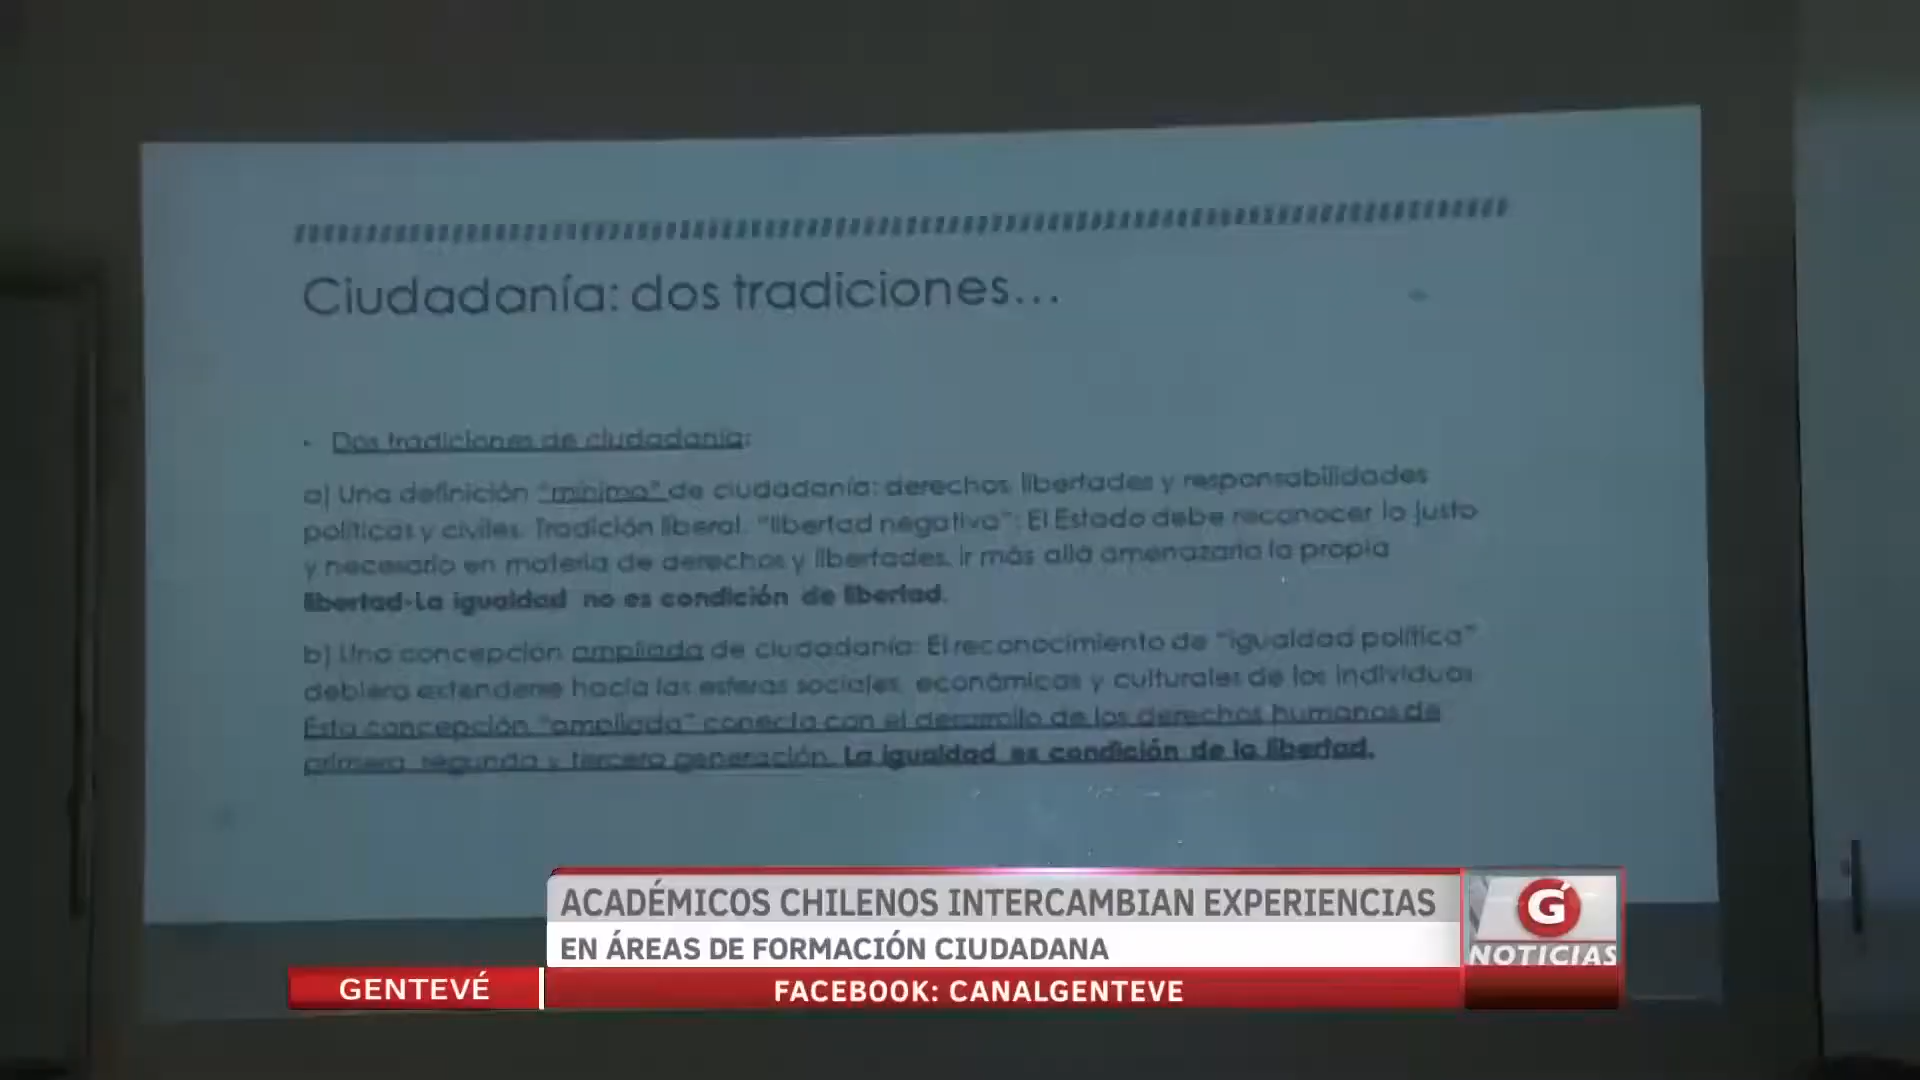 Ciudadanía: dos tradiciones...
• Dos tradiciones de ciudadanía:
a) Una definición "mínima" de ciudadanía: derechos, libertades y responsabilidades
políticas y civiles. Tradición liberal. "libertad negativa": El Estado debe reconocer lo justo
y necesario en materia de derechos y libertades, ir más allá amenazaría la propia
libertad-La igualdad no es condición de libertad.
b) Una concepción ampliada de ciudadanía: El reconocimiento de "igualdad política"
debiera extenderse hacia las esferas sociales, económicas y culturales de los individuos
Esta concepción "ampliada" conecta con el desarrollo de los derechos humanos de
primera, segunda y tercera generación. La igualdad es condición de la libertad.
ACADÉMICOS CHILENOS INTERCAMBIAN EXPERIENCIAS
EN ÁREAS DE FORMACIÓN CIUDADANA
G
NOTICIAS
GENTEVÉ
FACEBOOK: CANALGENTEVE